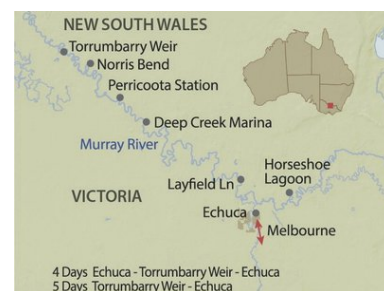 NEW SOUTH WALES
Torrumbarry Weir
Norris Bend
Perricoota Station
Deep Creek Marina
Murray River
Horseshoe
Lagoon
Layfield Ln
VICTORIA
Echuca
Melbourne
4 Days Echuca - Torrumbarry Weir - Echuca
5 Days Torrumbarry Weir - Echuca